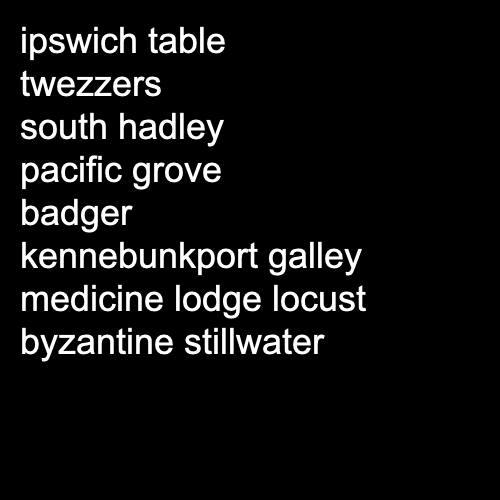 ipswich table
twezzers
south hadley
pacific grove
badger
kennebunkport galley
medicine lodge locust
byzantine stillwater